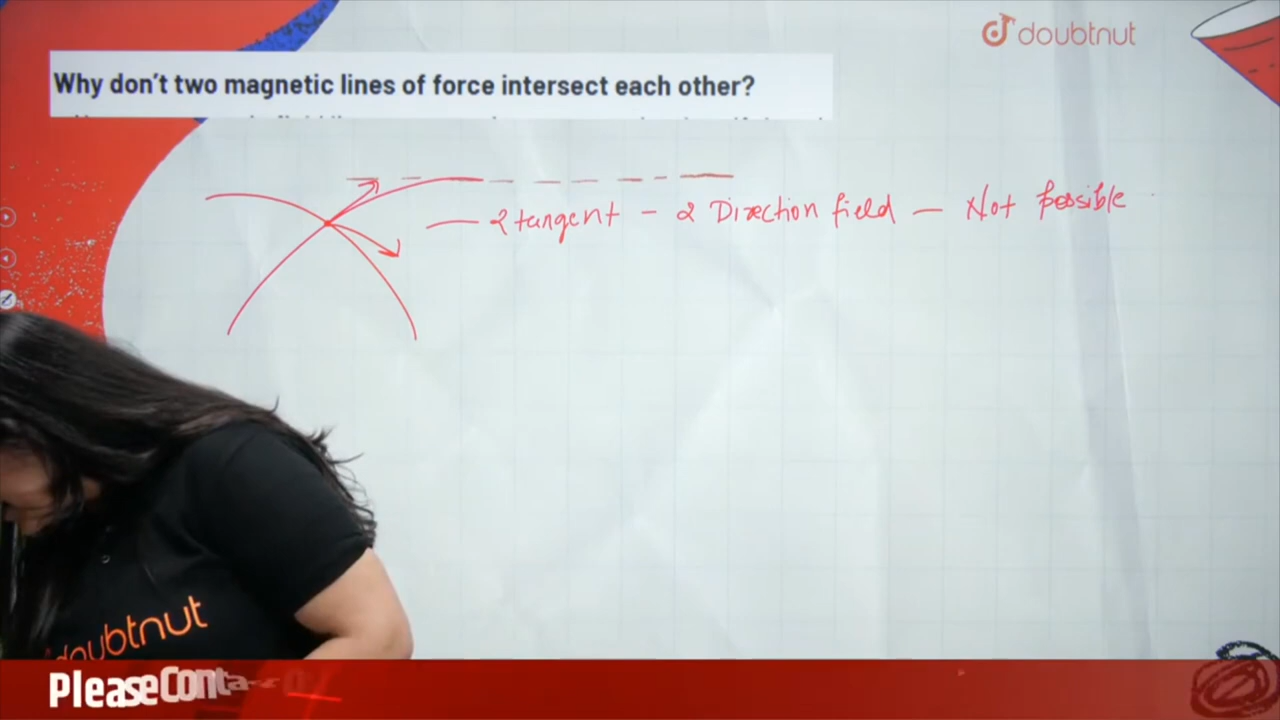 doubtnut
Why don't two magnetic lines of force intersect each other?
2 tangent - 2 Direction field - Not possible
doubtnut
Please